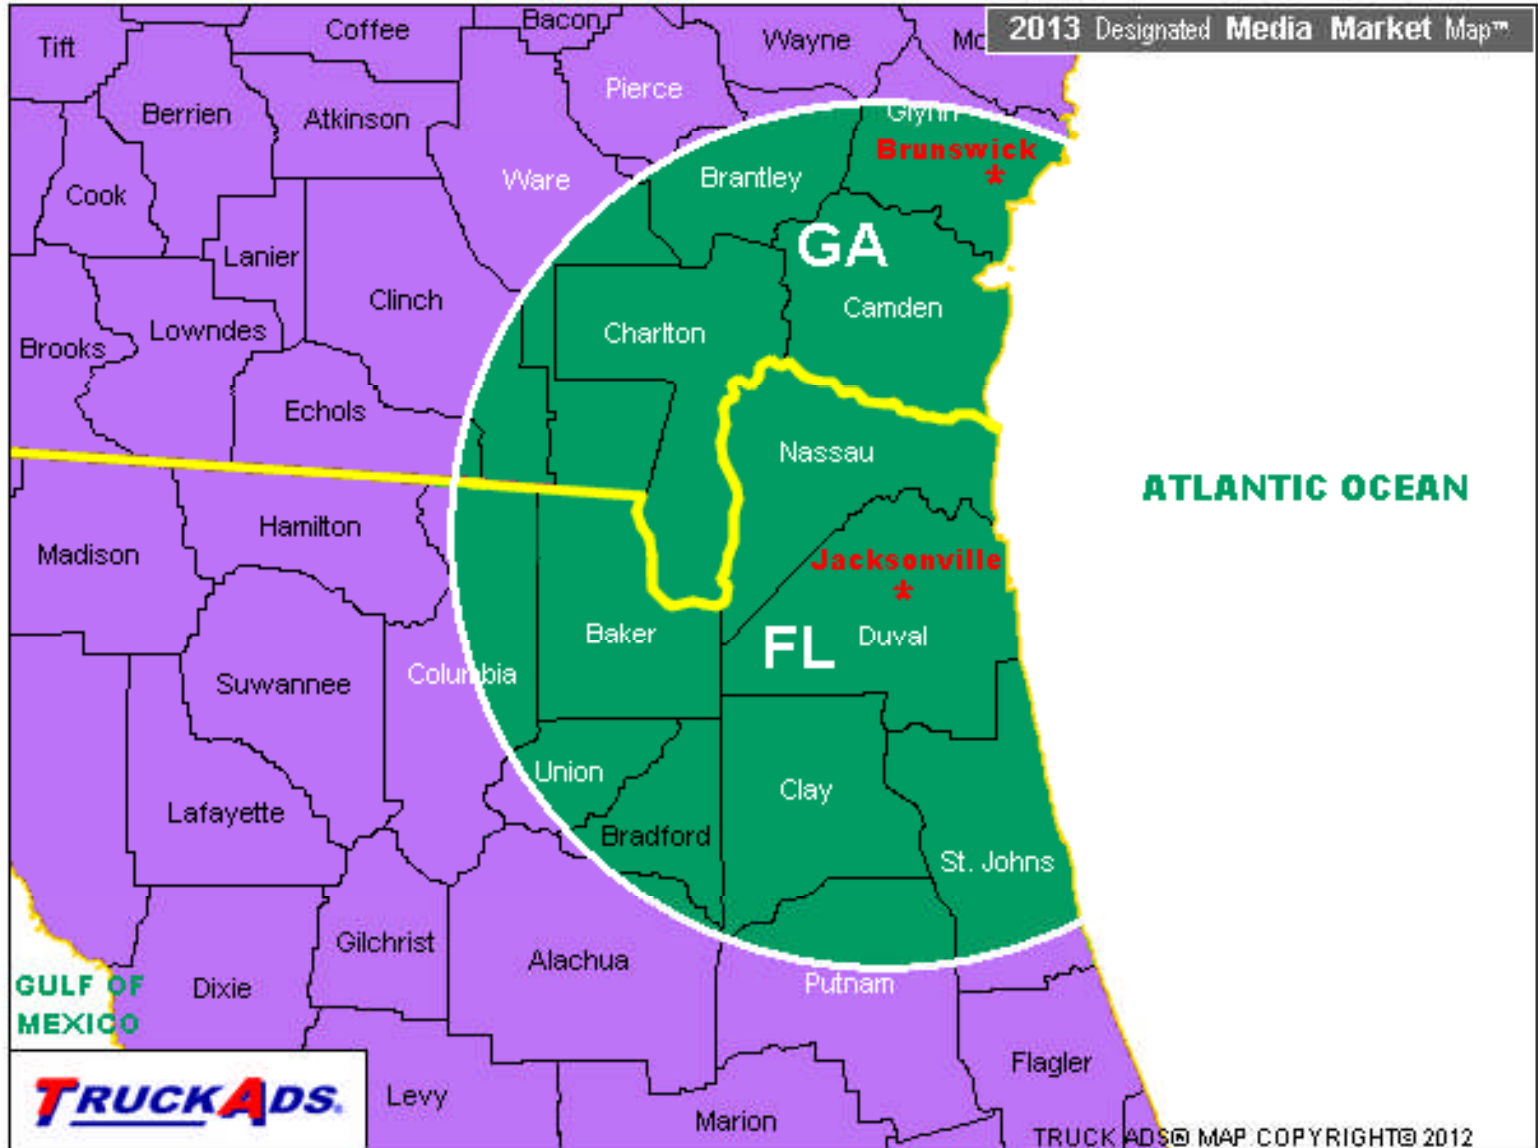 2013 Designated Media Market Map™
Tift
Coffee
Bacon
Wayne
Mc
Pierce
Berrien
Atkinson
Glynn
Brunswick
*
Ware
Brantley
Cook
GA
Lanier
Clinch
Camden
Charlton
Lowndes
Brooks
Echols
Nassau
ATLANTIC OCEAN
Hamilton
Madison
Jacksonville
*
Baker
FL
Duval
Columbia
Suwannee
Union
Clay
Lafayette
Bradford
St. Johns
Gilchrist
Alachua
Putnam
Dixie
GULF OF
MEXICO
Flagler
TRUCKADS.
Levy
Marion
TRUCK ADS® MAP COPYRIGHT© 2012